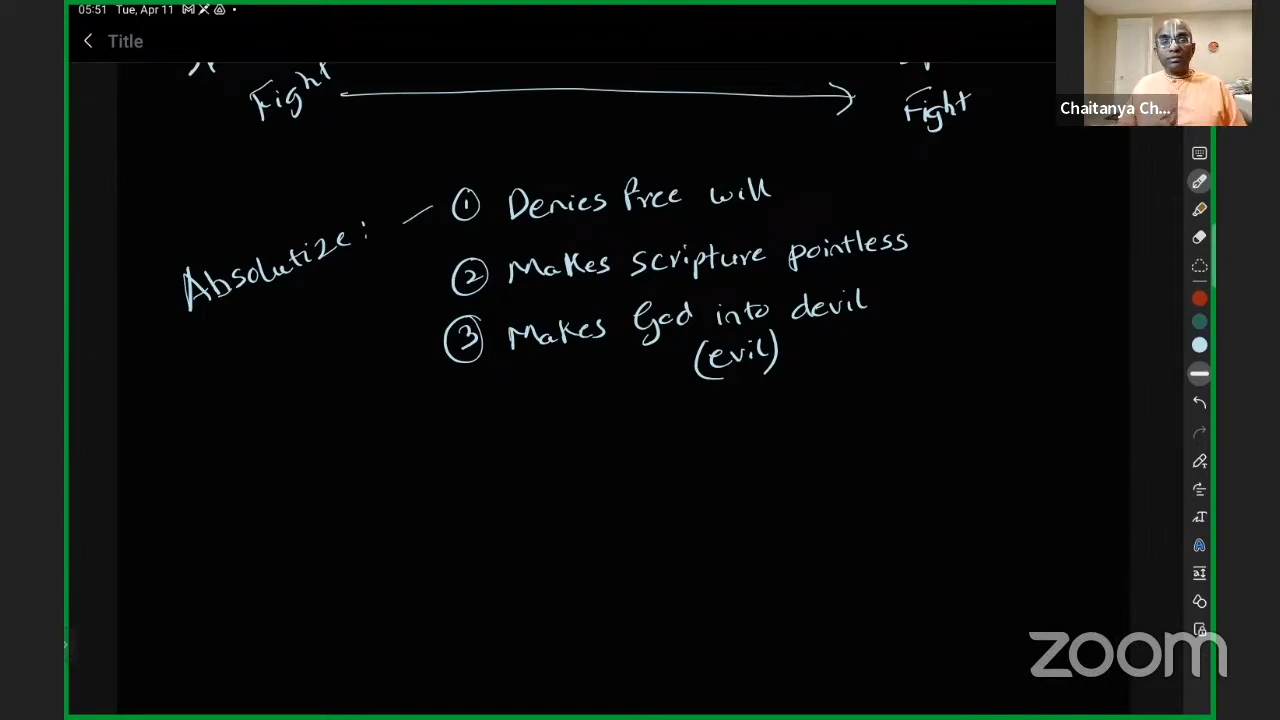 05:51 Tue, Apr 11
Title
Chaitanya Ch...
Fight
Fight
Absolutize:
① Denies free will
② Makes scripture pointless
③ Makes God into devil
(evil)
zoom